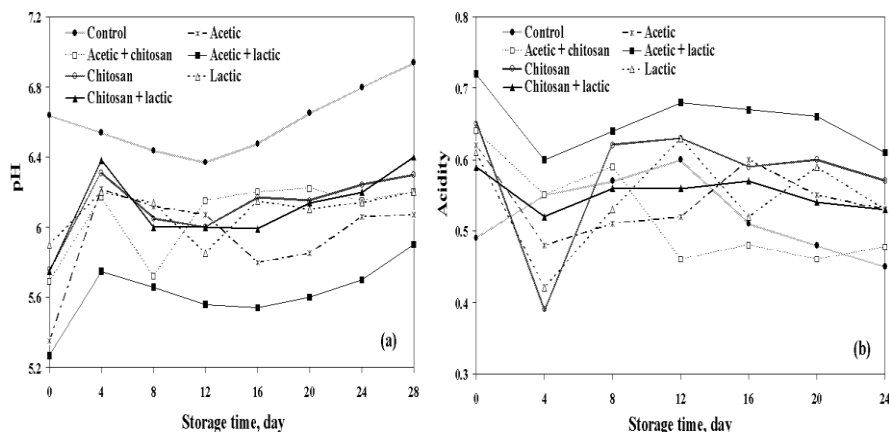 7.2
6.8
6.4
6
5.6
5.2
pH
Control
Acetic
Acetic + chitosan
Acetic + lactic
Chitosan
Lactic
Chitosan + lactic
(a)
0 4 8 12 16 20 24 28
Storage time, day
0.8
0.7
0.6
0.5
0.4
0.3
Acidity
Control
Acetic
Acetic + chitosan
Acetic + lactic
Chitosan
Lactic
Chitosan + lactic
(b)
0 4 8 12 16 20 24
Storage time, day